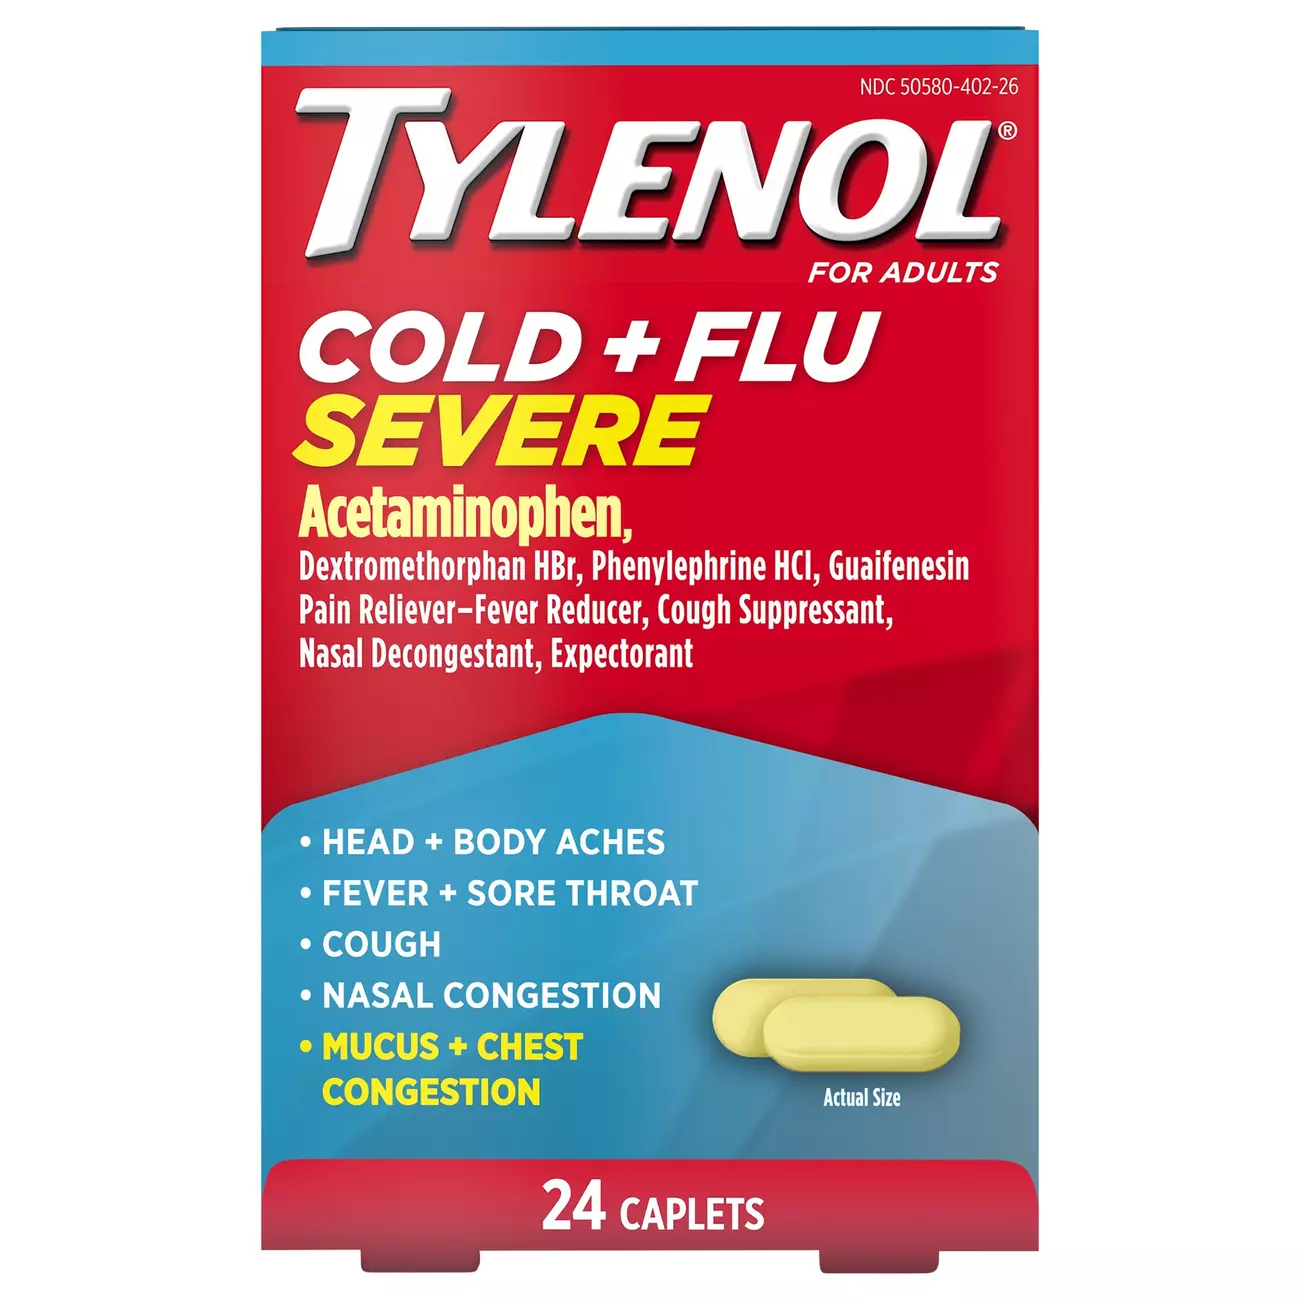 NDC 50580-402-26
TYLENOL®
FOR ADULTS
COLD + FLU
SEVERE
Acetaminophen,
Dextromethorphan HBr, Phenylephrine HCl, Guaifenesin
Pain Reliever–Fever Reducer, Cough Suppressant,
Nasal Decongestant, Expectorant
• HEAD + BODY ACHES
• FEVER + SORE THROAT
• COUGH
• NASAL CONGESTION
• MUCUS + CHEST
CONGESTION
Actual Size
24 CAPLETS